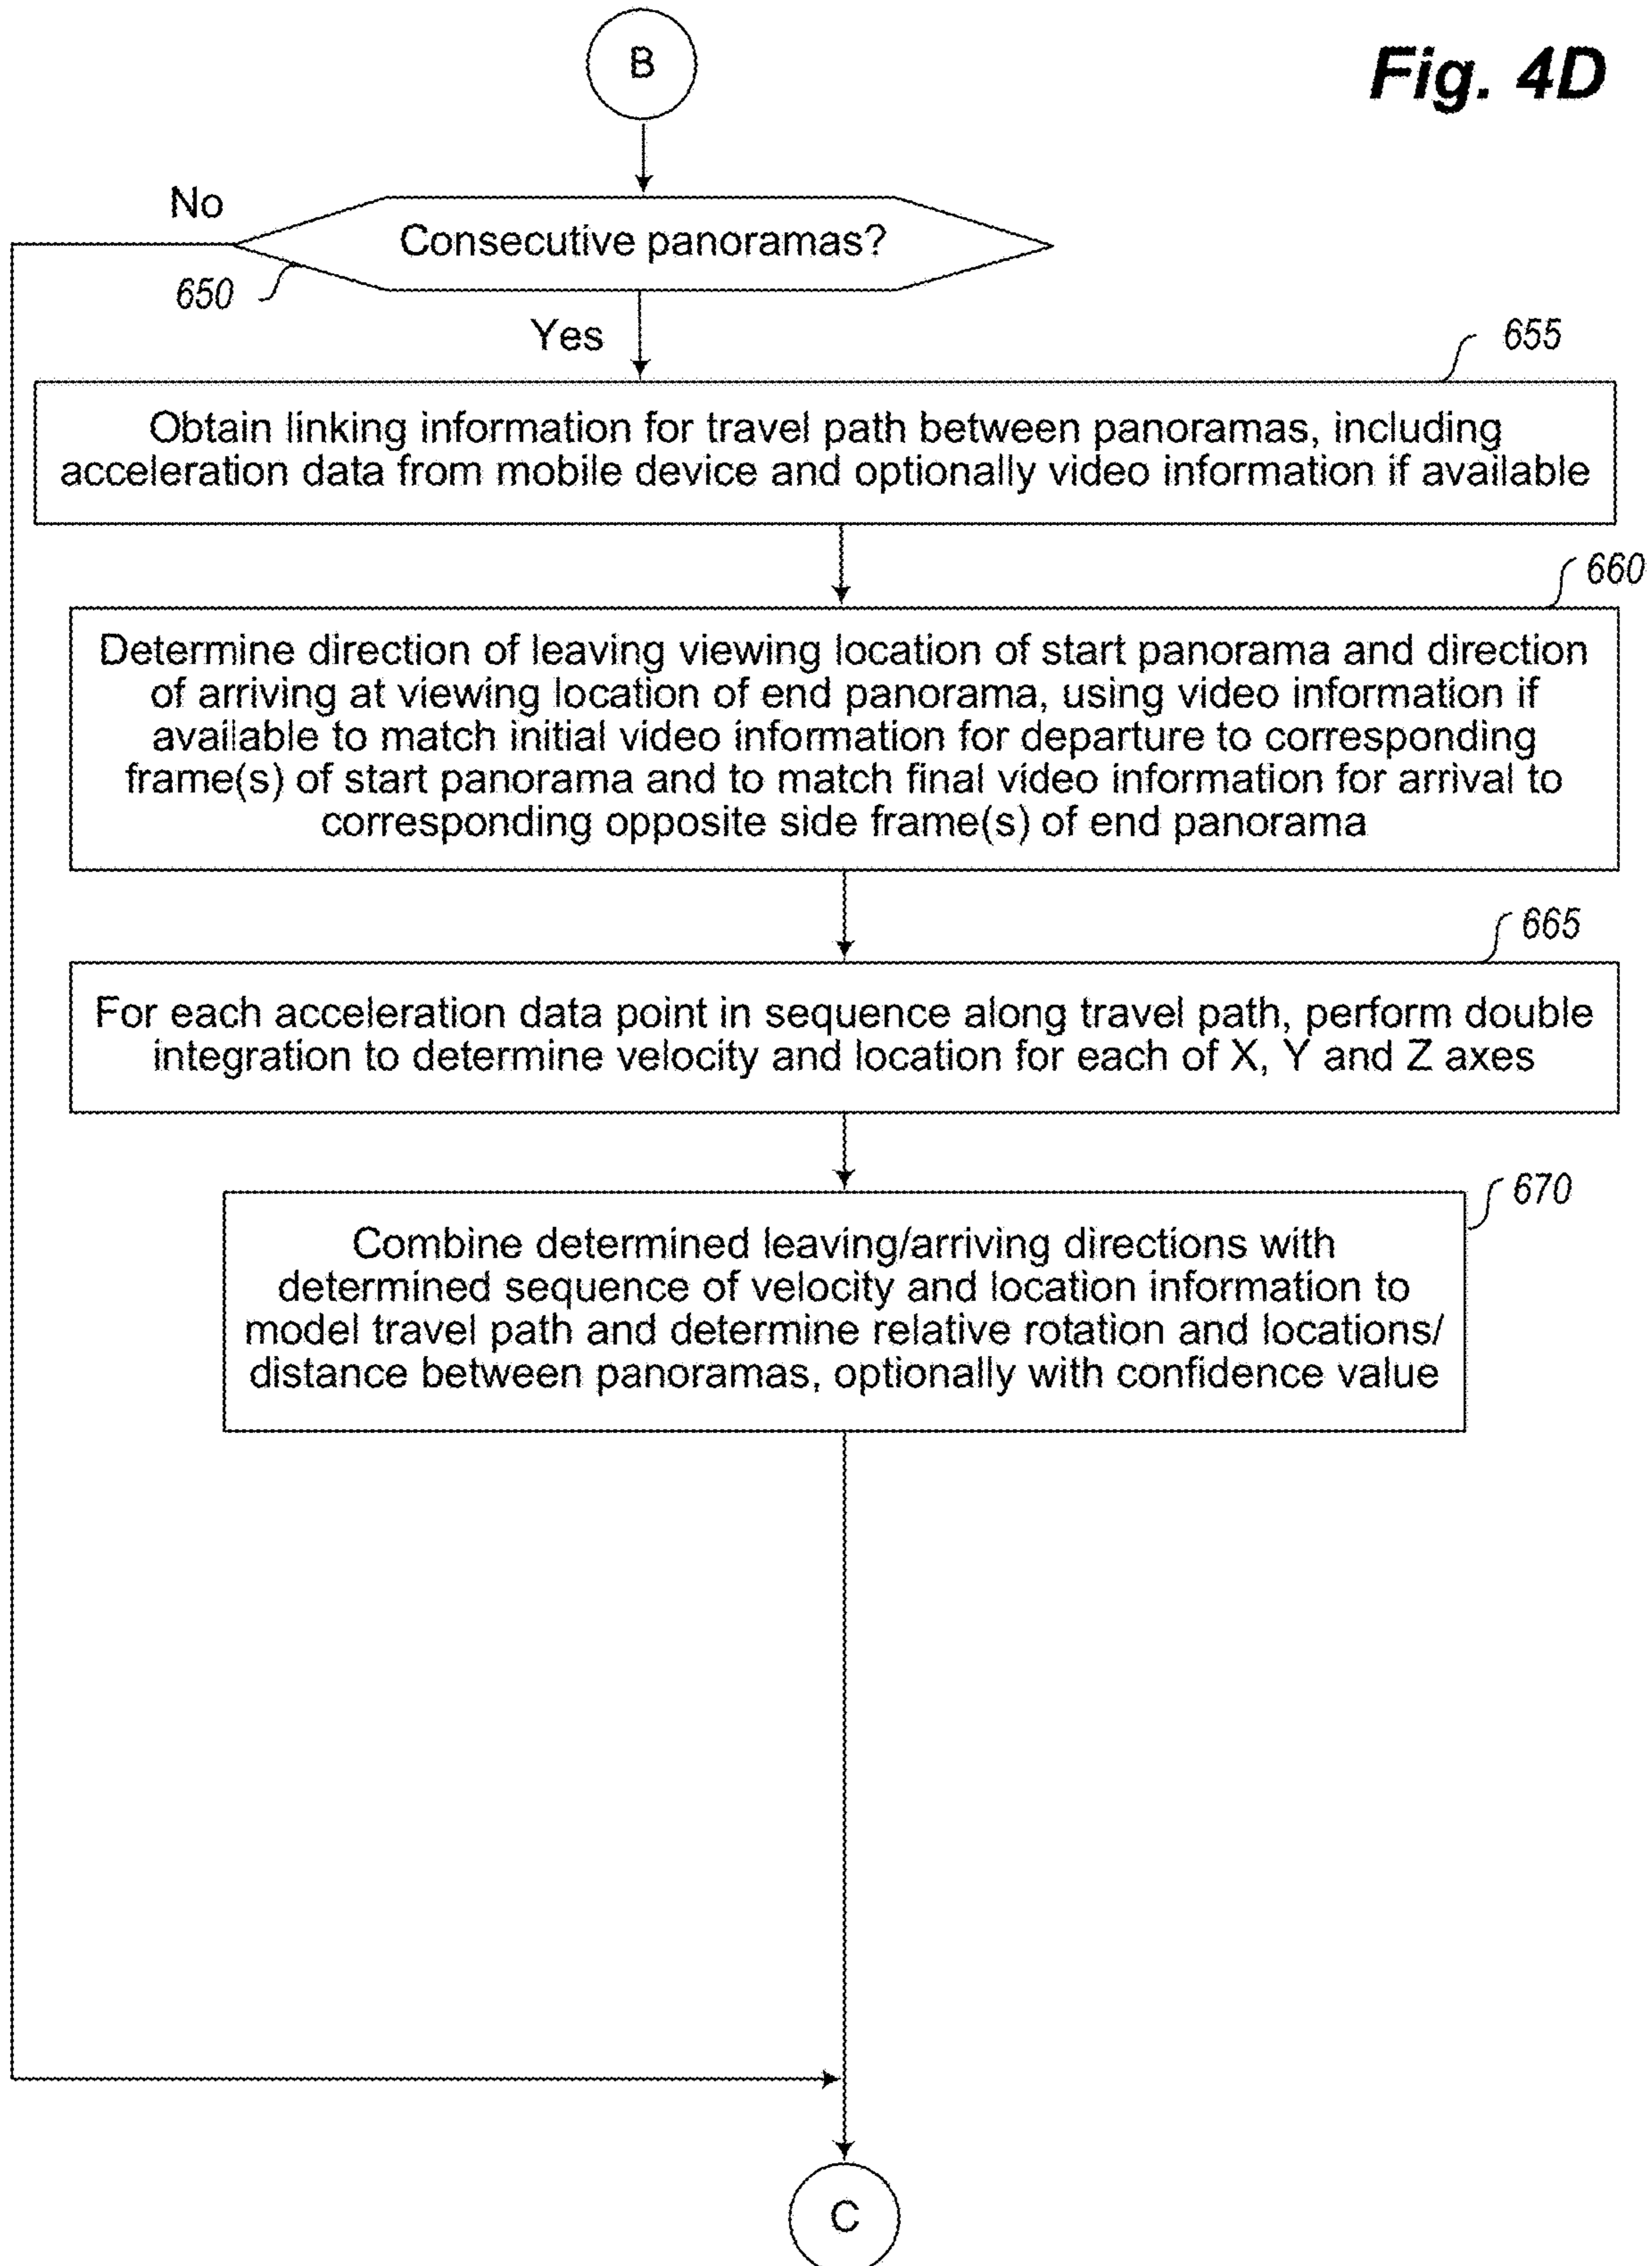 B
Fig. 4D
No
Consecutive panoramas?
650
Yes
655
Obtain linking information for travel path between panoramas, including
acceleration data from mobile device and optionally video information if available
660
Determine direction of leaving viewing location of start panorama and direction
of arriving at viewing location of end panorama, using video information if
available to match initial video information for departure to corresponding
frame(s) of start panorama and to match final video information for arrival to
corresponding opposite side frame(s) of end panorama
665
For each acceleration data point in sequence along travel path, perform double
integration to determine velocity and location for each of X, Y and Z axes
670
Combine determined leaving/arriving directions with
determined sequence of velocity and location information to
model travel path and determine relative rotation and locations/
distance between panoramas, optionally with confidence value
C